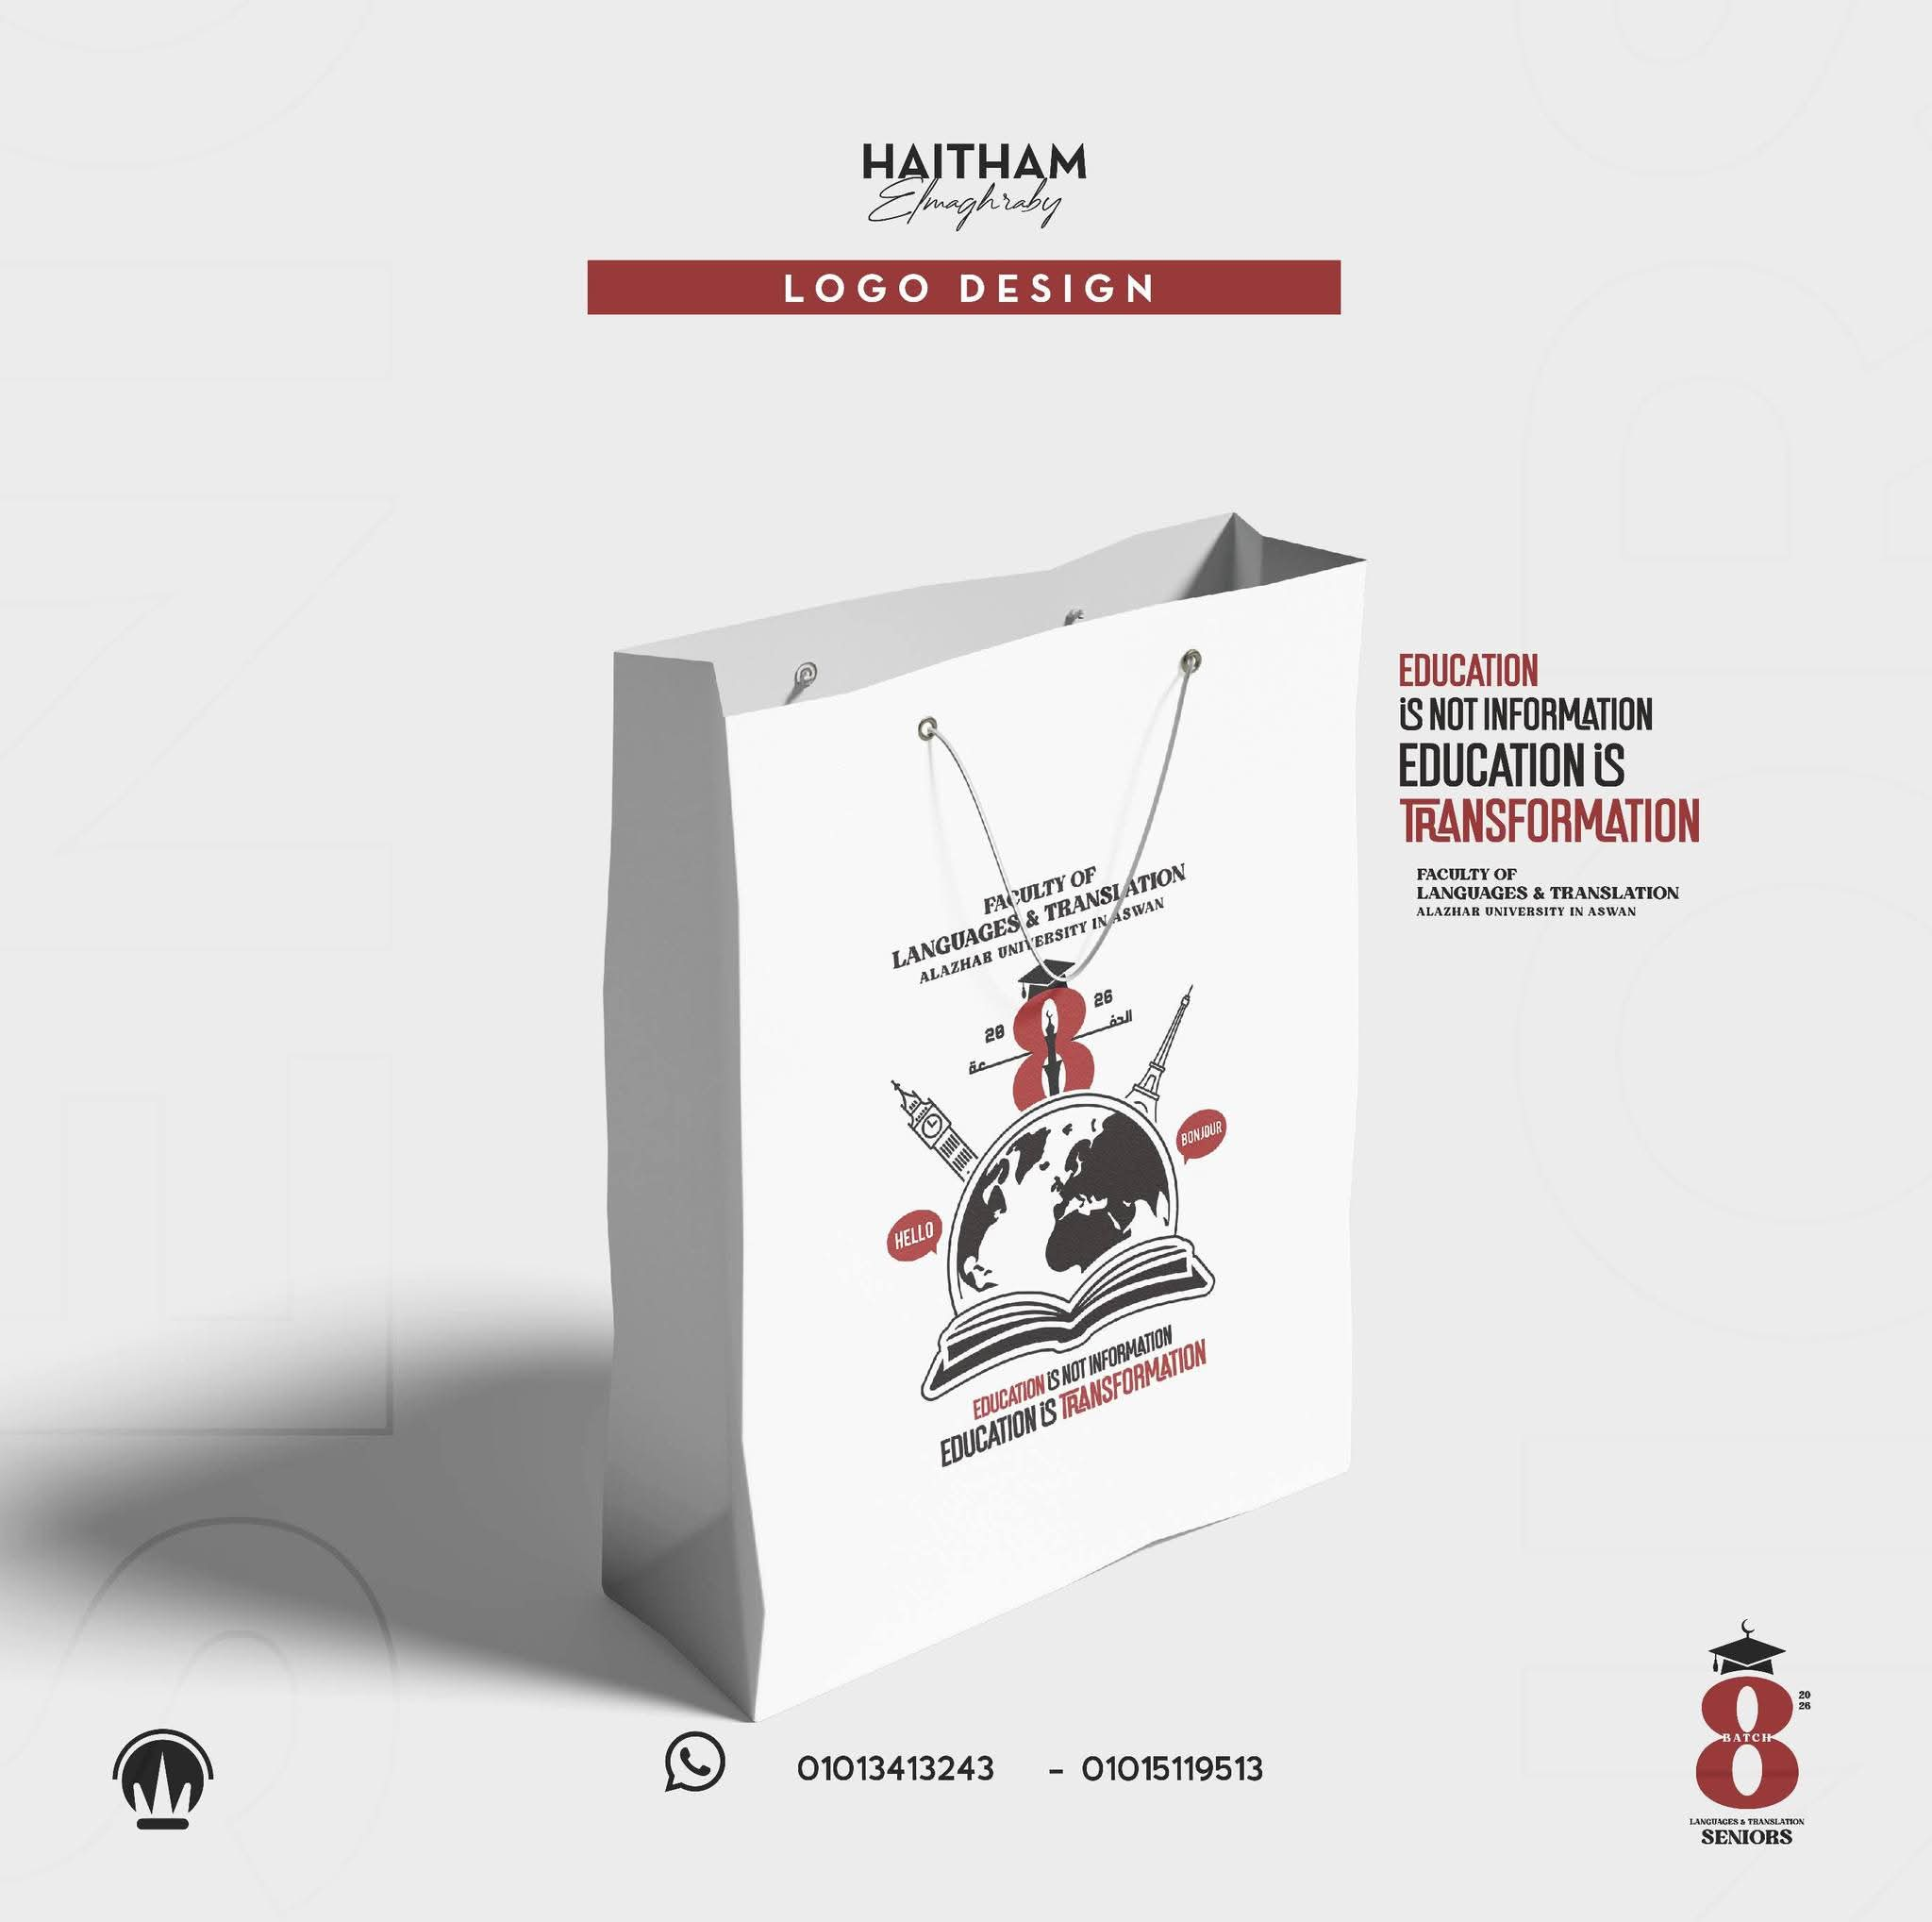 HAITHAM
Elmaghraby
LOGO DESIGN
EDUCATION
iS NOT INFORMATION
EDUCATION iS
TRANSFORMATION
FACULTY OF
LANGUAGES & TRANSLATION
ALAZHAR UNIVERSITY IN ASWAN
FACULTY OF
LANGUAGES & TRANSLATION
ALAZHAR UNIVERSITY IN ASWAN
20 8 26
الدفعة
BONJOUR
HELLO
EDUCATION iS NOT INFORMATION
EDUCATION iS TRANSFORMATION
01013413243 - 01015119513
20
26
8
BATCH
LANGUAGES & TRANSLATION
SENIORS